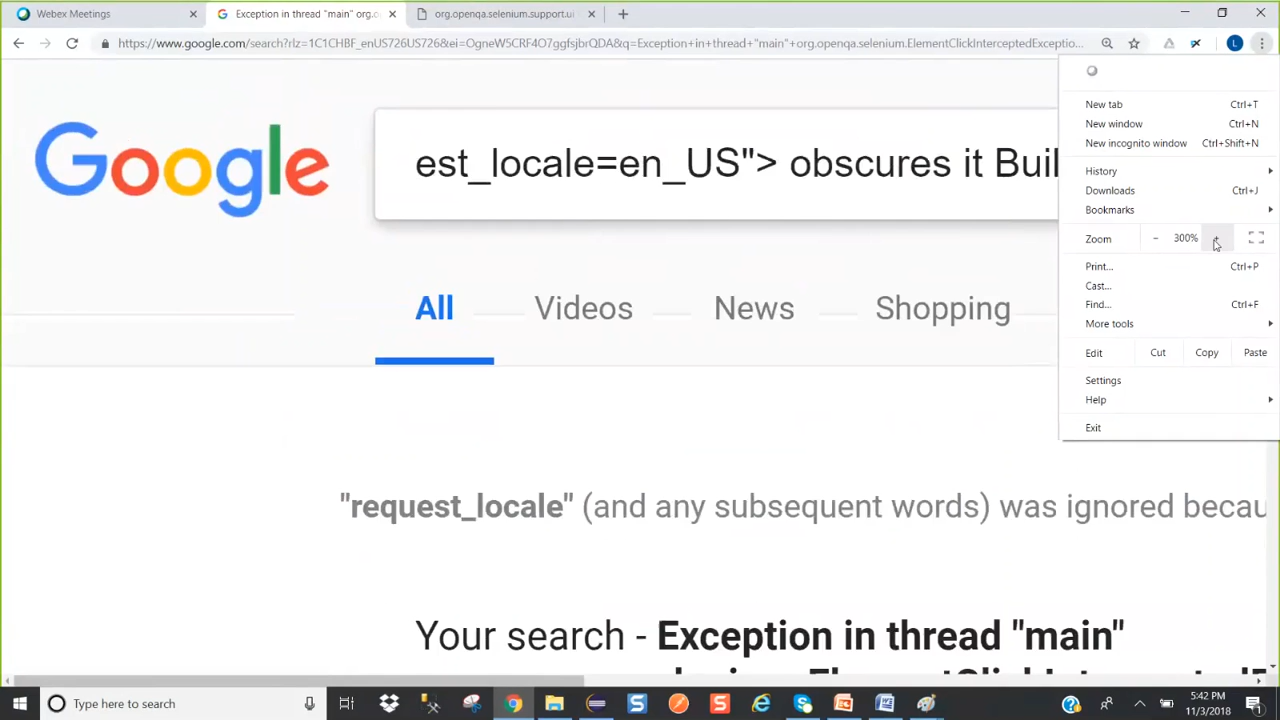 Webex Meetings
Exception in thread "main" org.o
org.openqa.selenium.support.ui
https://www.google.com/search?rlz=1C1CHBF_enUS726US726&ei=OgneW5CRF4O7ggfsjbrQDA&q=Exception+in+thread+"main"+org.openqa.selenium.ElementClickInterceptedExceptio...
L
New tab Ctrl+T
New window Ctrl+N
New incognito window Ctrl+Shift+N
History
Downloads Ctrl+J
Bookmarks
Zoom - 300% +
Print... Ctrl+P
Cast...
Find... Ctrl+F
More tools
Edit Cut Copy Paste
Settings
Help
Exit
Google
est_locale=en_US"> obscures it Buil
All Videos News Shopping
"request_locale" (and any subsequent words) was ignored becau
Your search - Exception in thread "main"
Type here to search
5:42 PM
11/3/2018